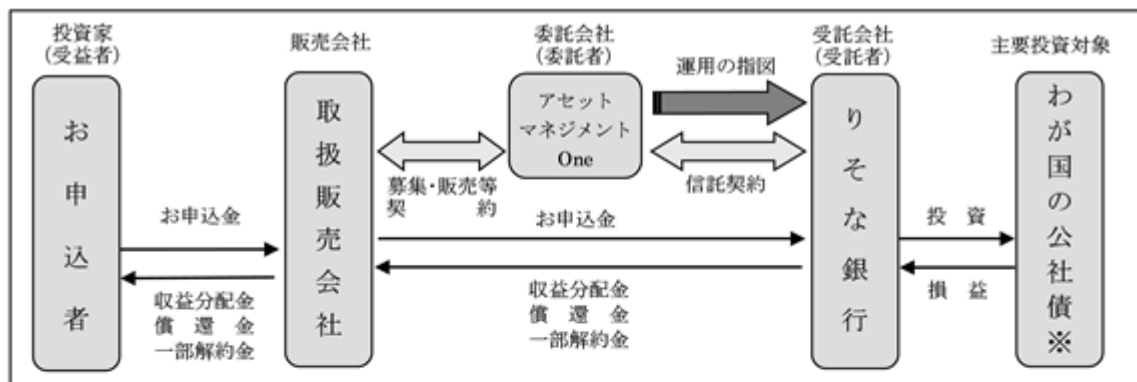 投資家
(受益者)
お申込者
販売会社
取扱販売会社
委託会社
(委託者)
アセット
マネジメント
One
運用の指図
受託会社
(受託者)
りそな銀行
主要投資対象
わが国の公社債※
募集・販売等
契　　　約
信託契約
お申込金
収益分配金
償　還　金
一部解約金
お申込金
収益分配金
償　還　金
一部解約金
投　資
損　益